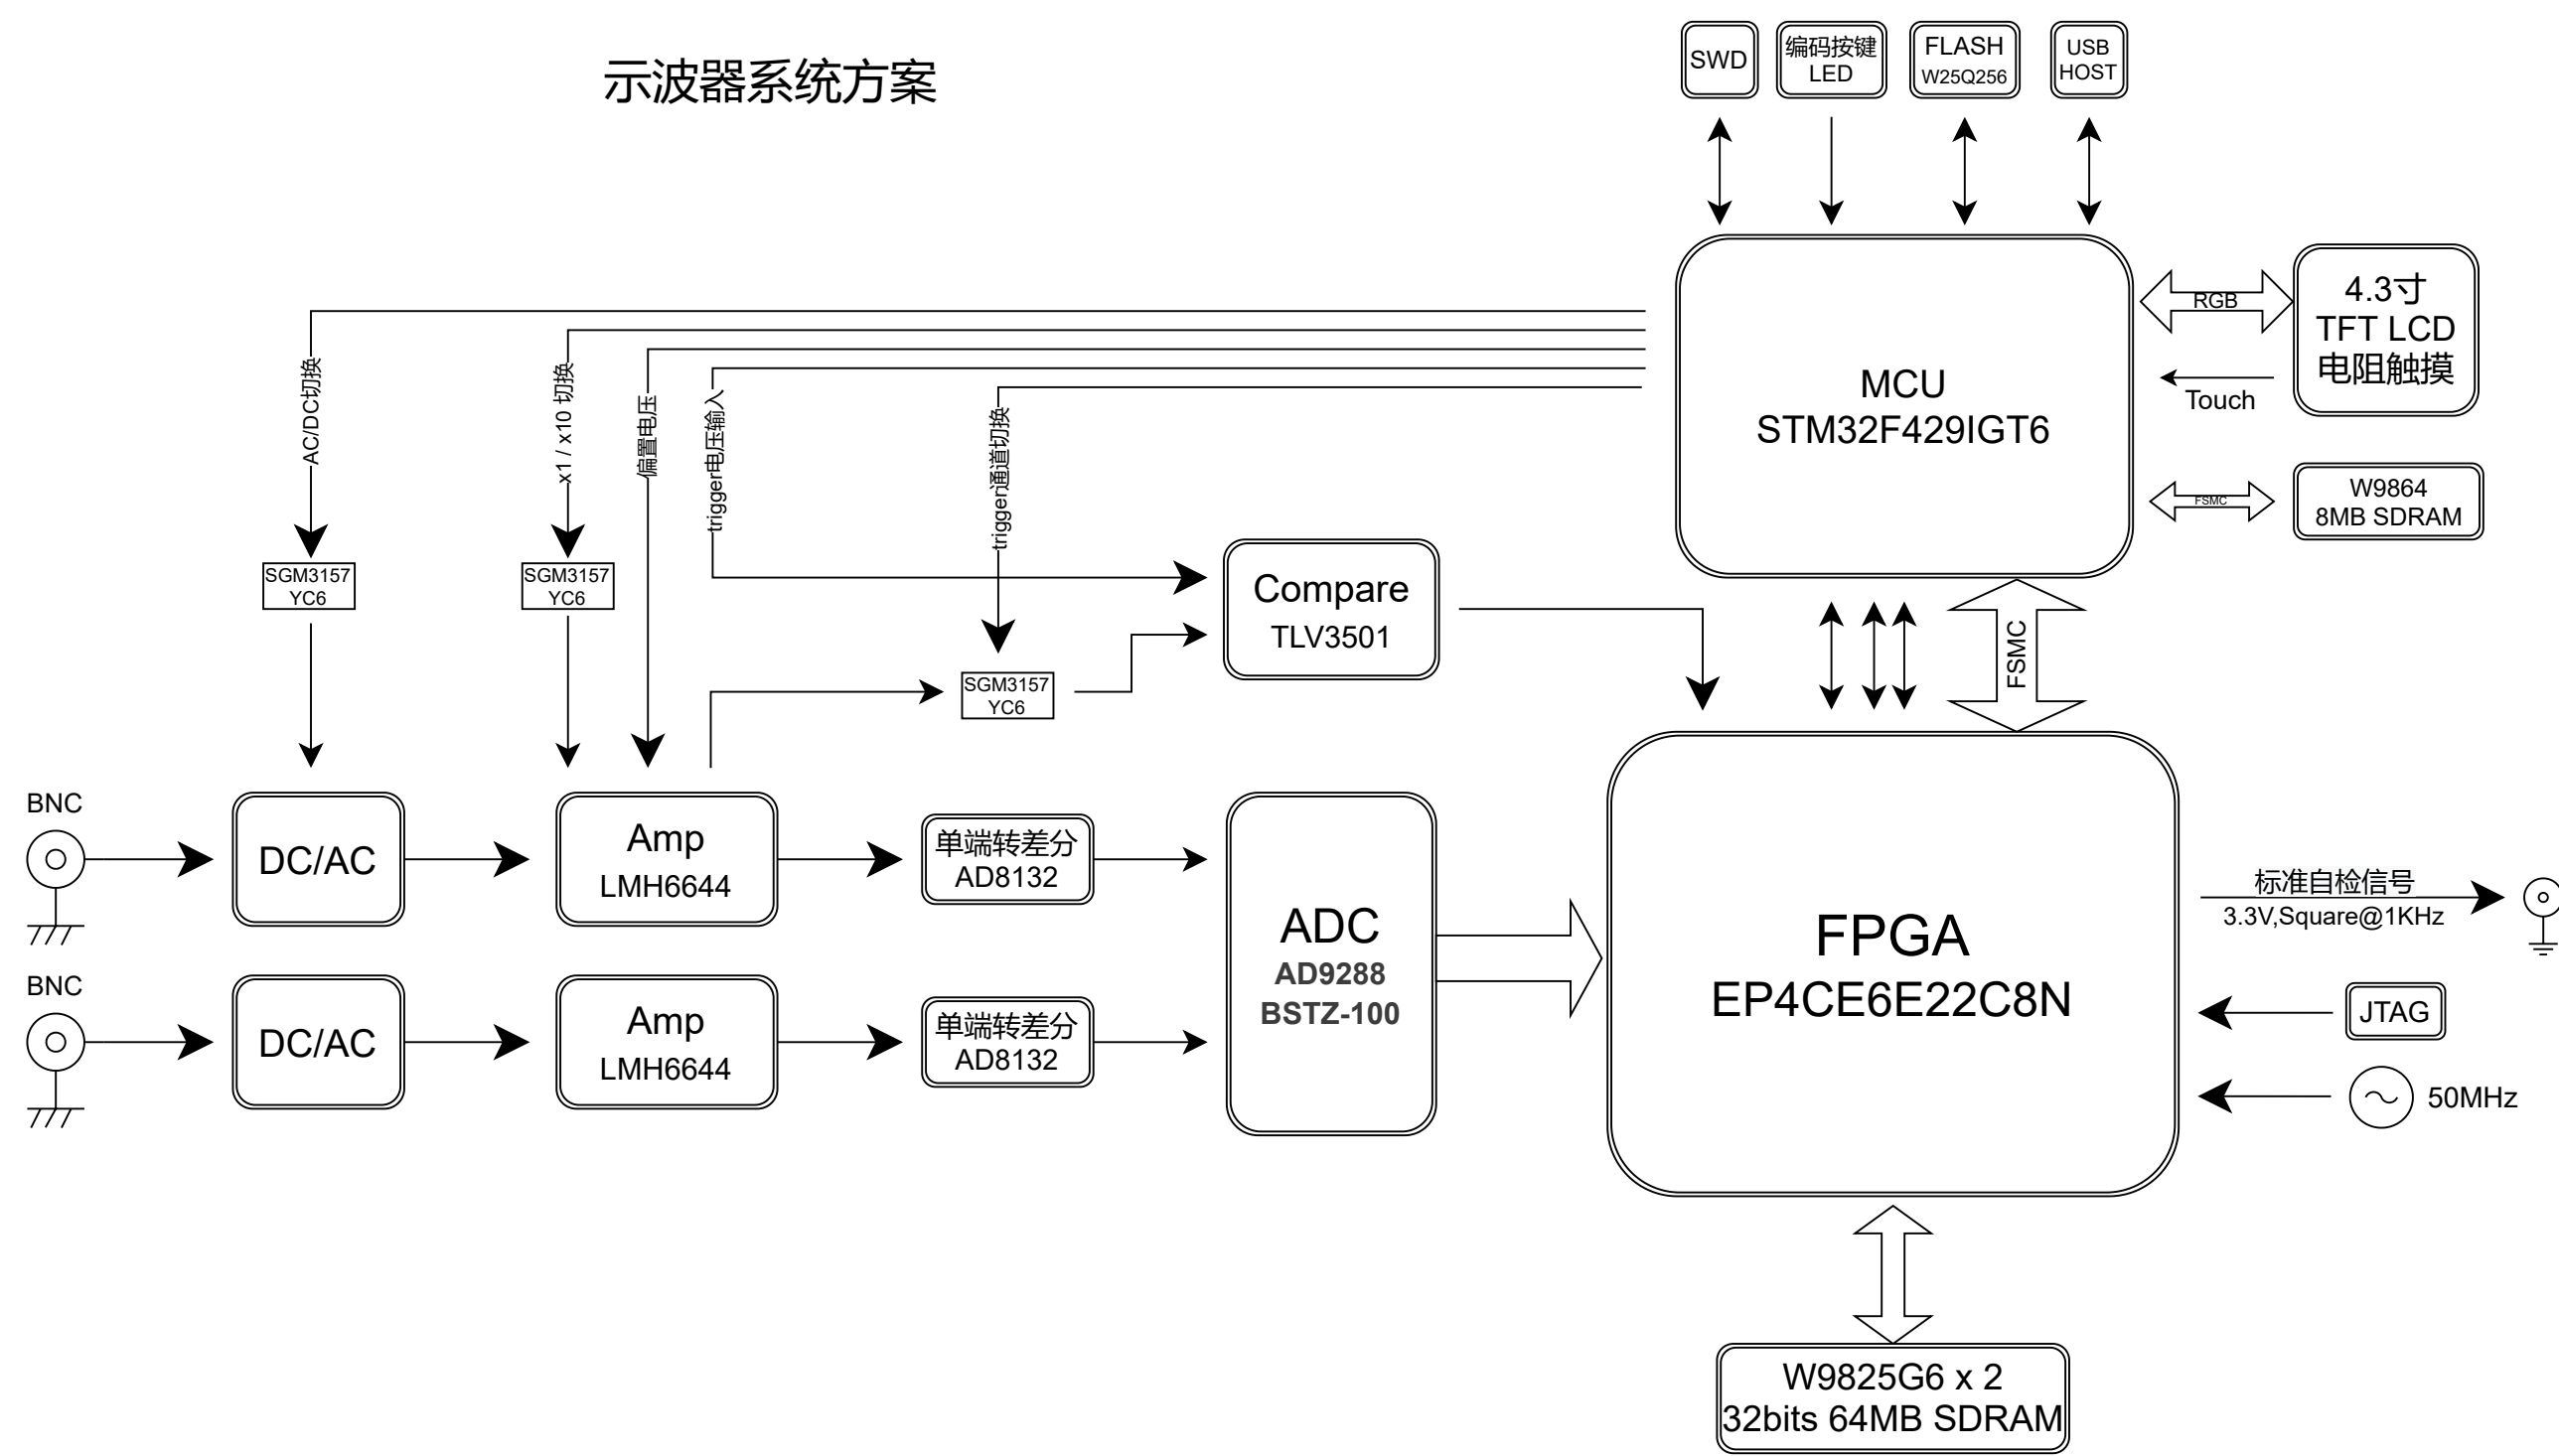 示波器系统方案
SWD
编码按键
LED
FLASH
W25Q256
USB
HOST
MCU
STM32F429IGT6
RGB
4.3寸
TFT LCD
电阻触摸
Touch
FSMC
W9864
8MB SDRAM
AC/DC切换
x1 / x10 切换
偏置电压
trigger电压输入
trigger通道切换
SGM3157
YC6
SGM3157
YC6
SGM3157
YC6
Compare
TLV3501
FSMC
BNC
DC/AC
Amp
LMH6644
单端转差分
AD8132
BNC
DC/AC
Amp
LMH6644
单端转差分
AD8132
ADC
AD9288
BSTZ-100
FPGA
EP4CE6E22C8N
标准自检信号
3.3V,Square@1KHz
JTAG
50MHz
W9825G6 x 2
32bits 64MB SDRAM